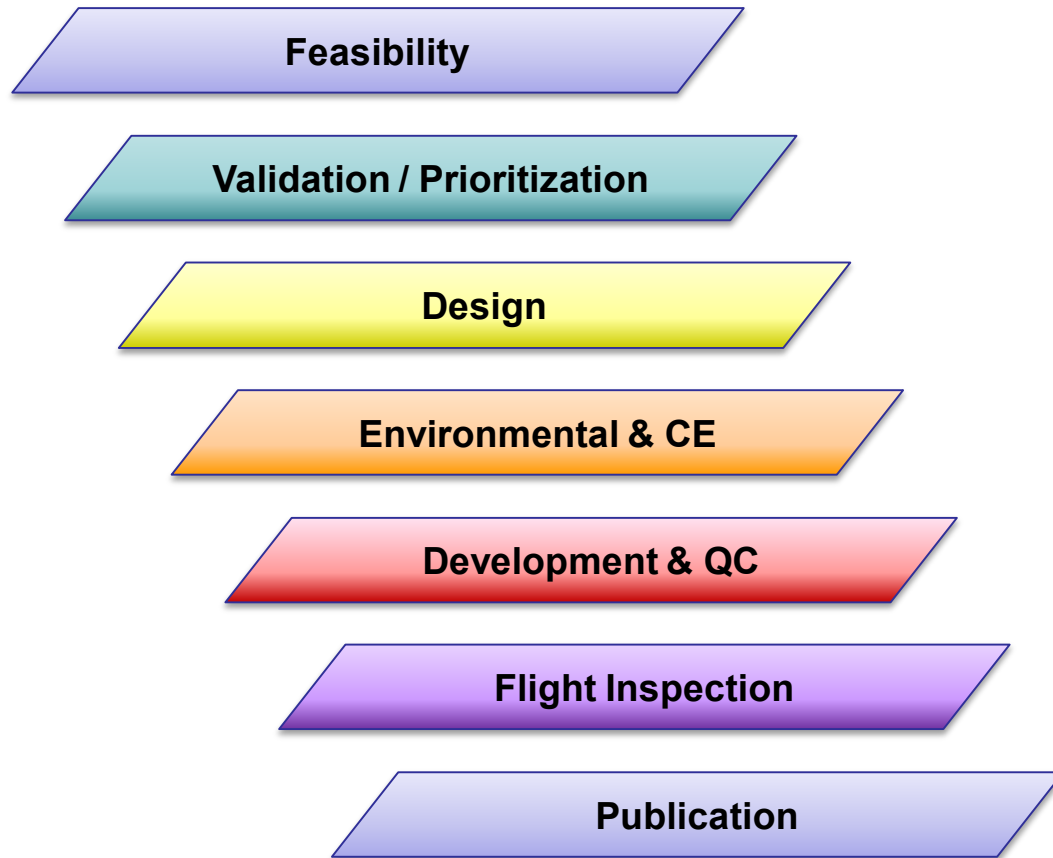 Feasibility
Validation / Prioritization
Design
Environmental & CE
Development & QC
Flight Inspection
Publication